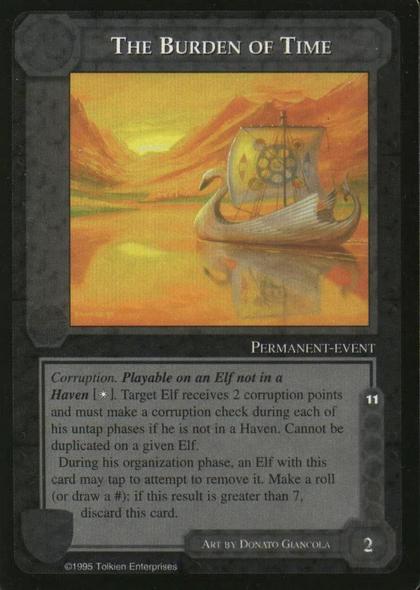 THE BURDEN OF TIME
PERMANENT-EVENT
Corruption. Playable on an Elf not in a
Haven [☀]. Target Elf receives 2 corruption points
and must make a corruption check during each of
his untap phases if he is not in a Haven. Cannot be
duplicated on a given Elf.
During his organization phase, an Elf with this
card may tap to attempt to remove it. Make a roll
(or draw a #): if this result is greater than 7,
discard this card.
11
ART BY DONATO GIANCOLA
2
©1995 Tolkien Enterprises